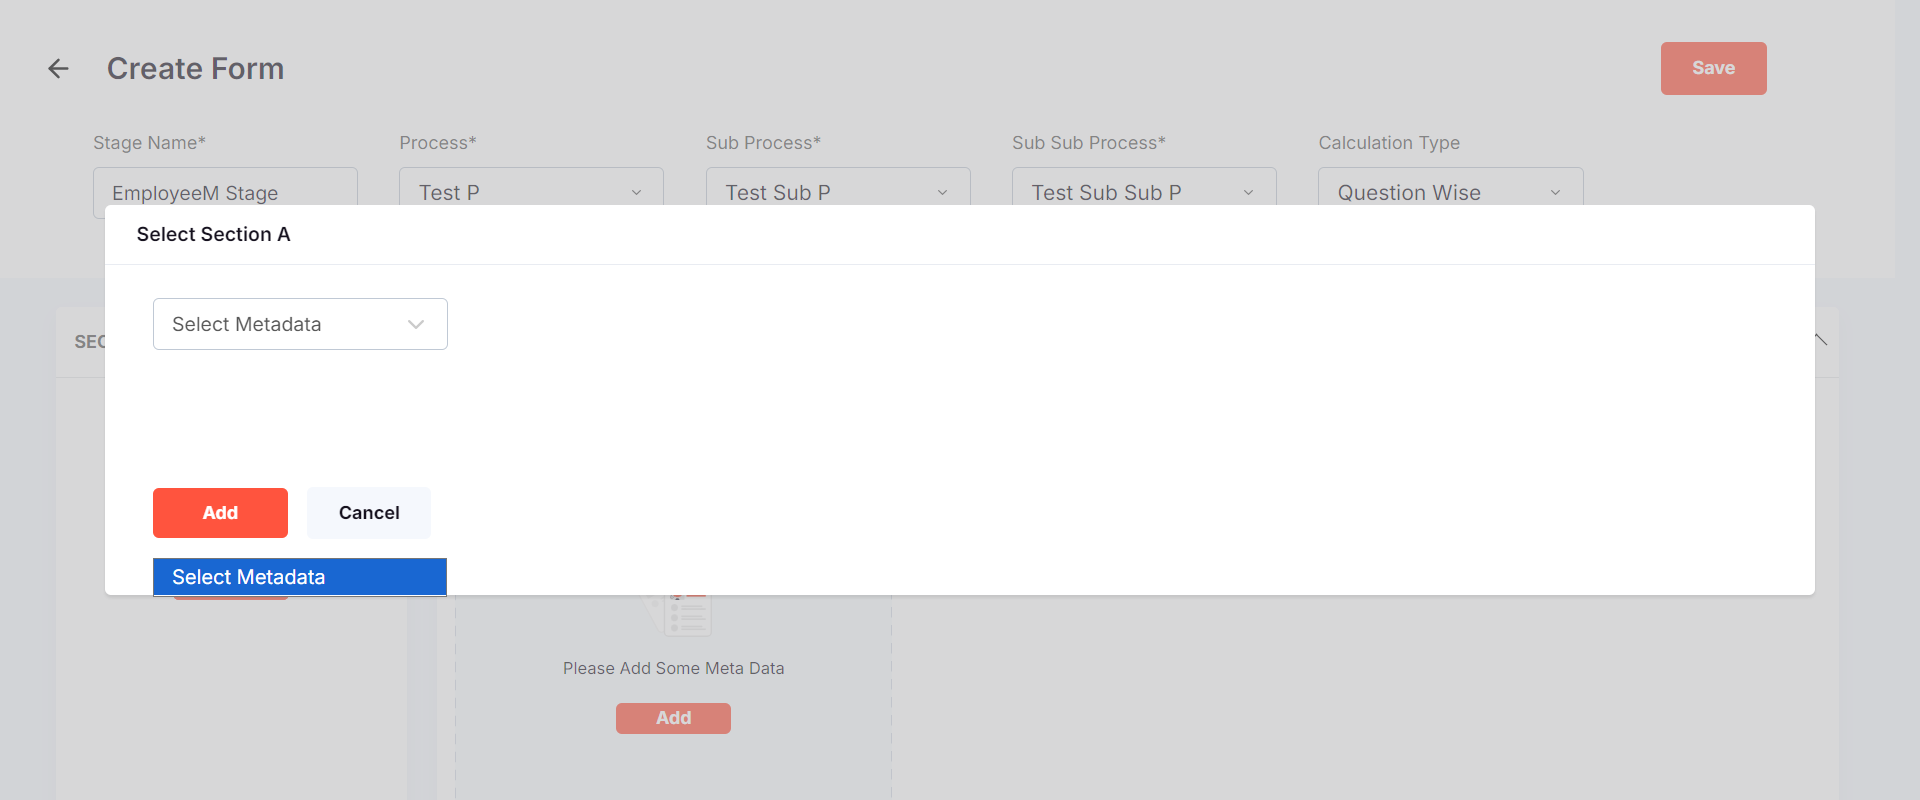 Create Form
Save
Stage Name*
Process*
Sub Process*
Sub Sub Process*
Calculation Type
EmployeeM Stage
Test P
Test Sub P
Test Sub Sub P
Question Wise
Select Section A
Select Metadata
SEC
Add
Cancel
Select Metadata
Please Add Some Meta Data
Add